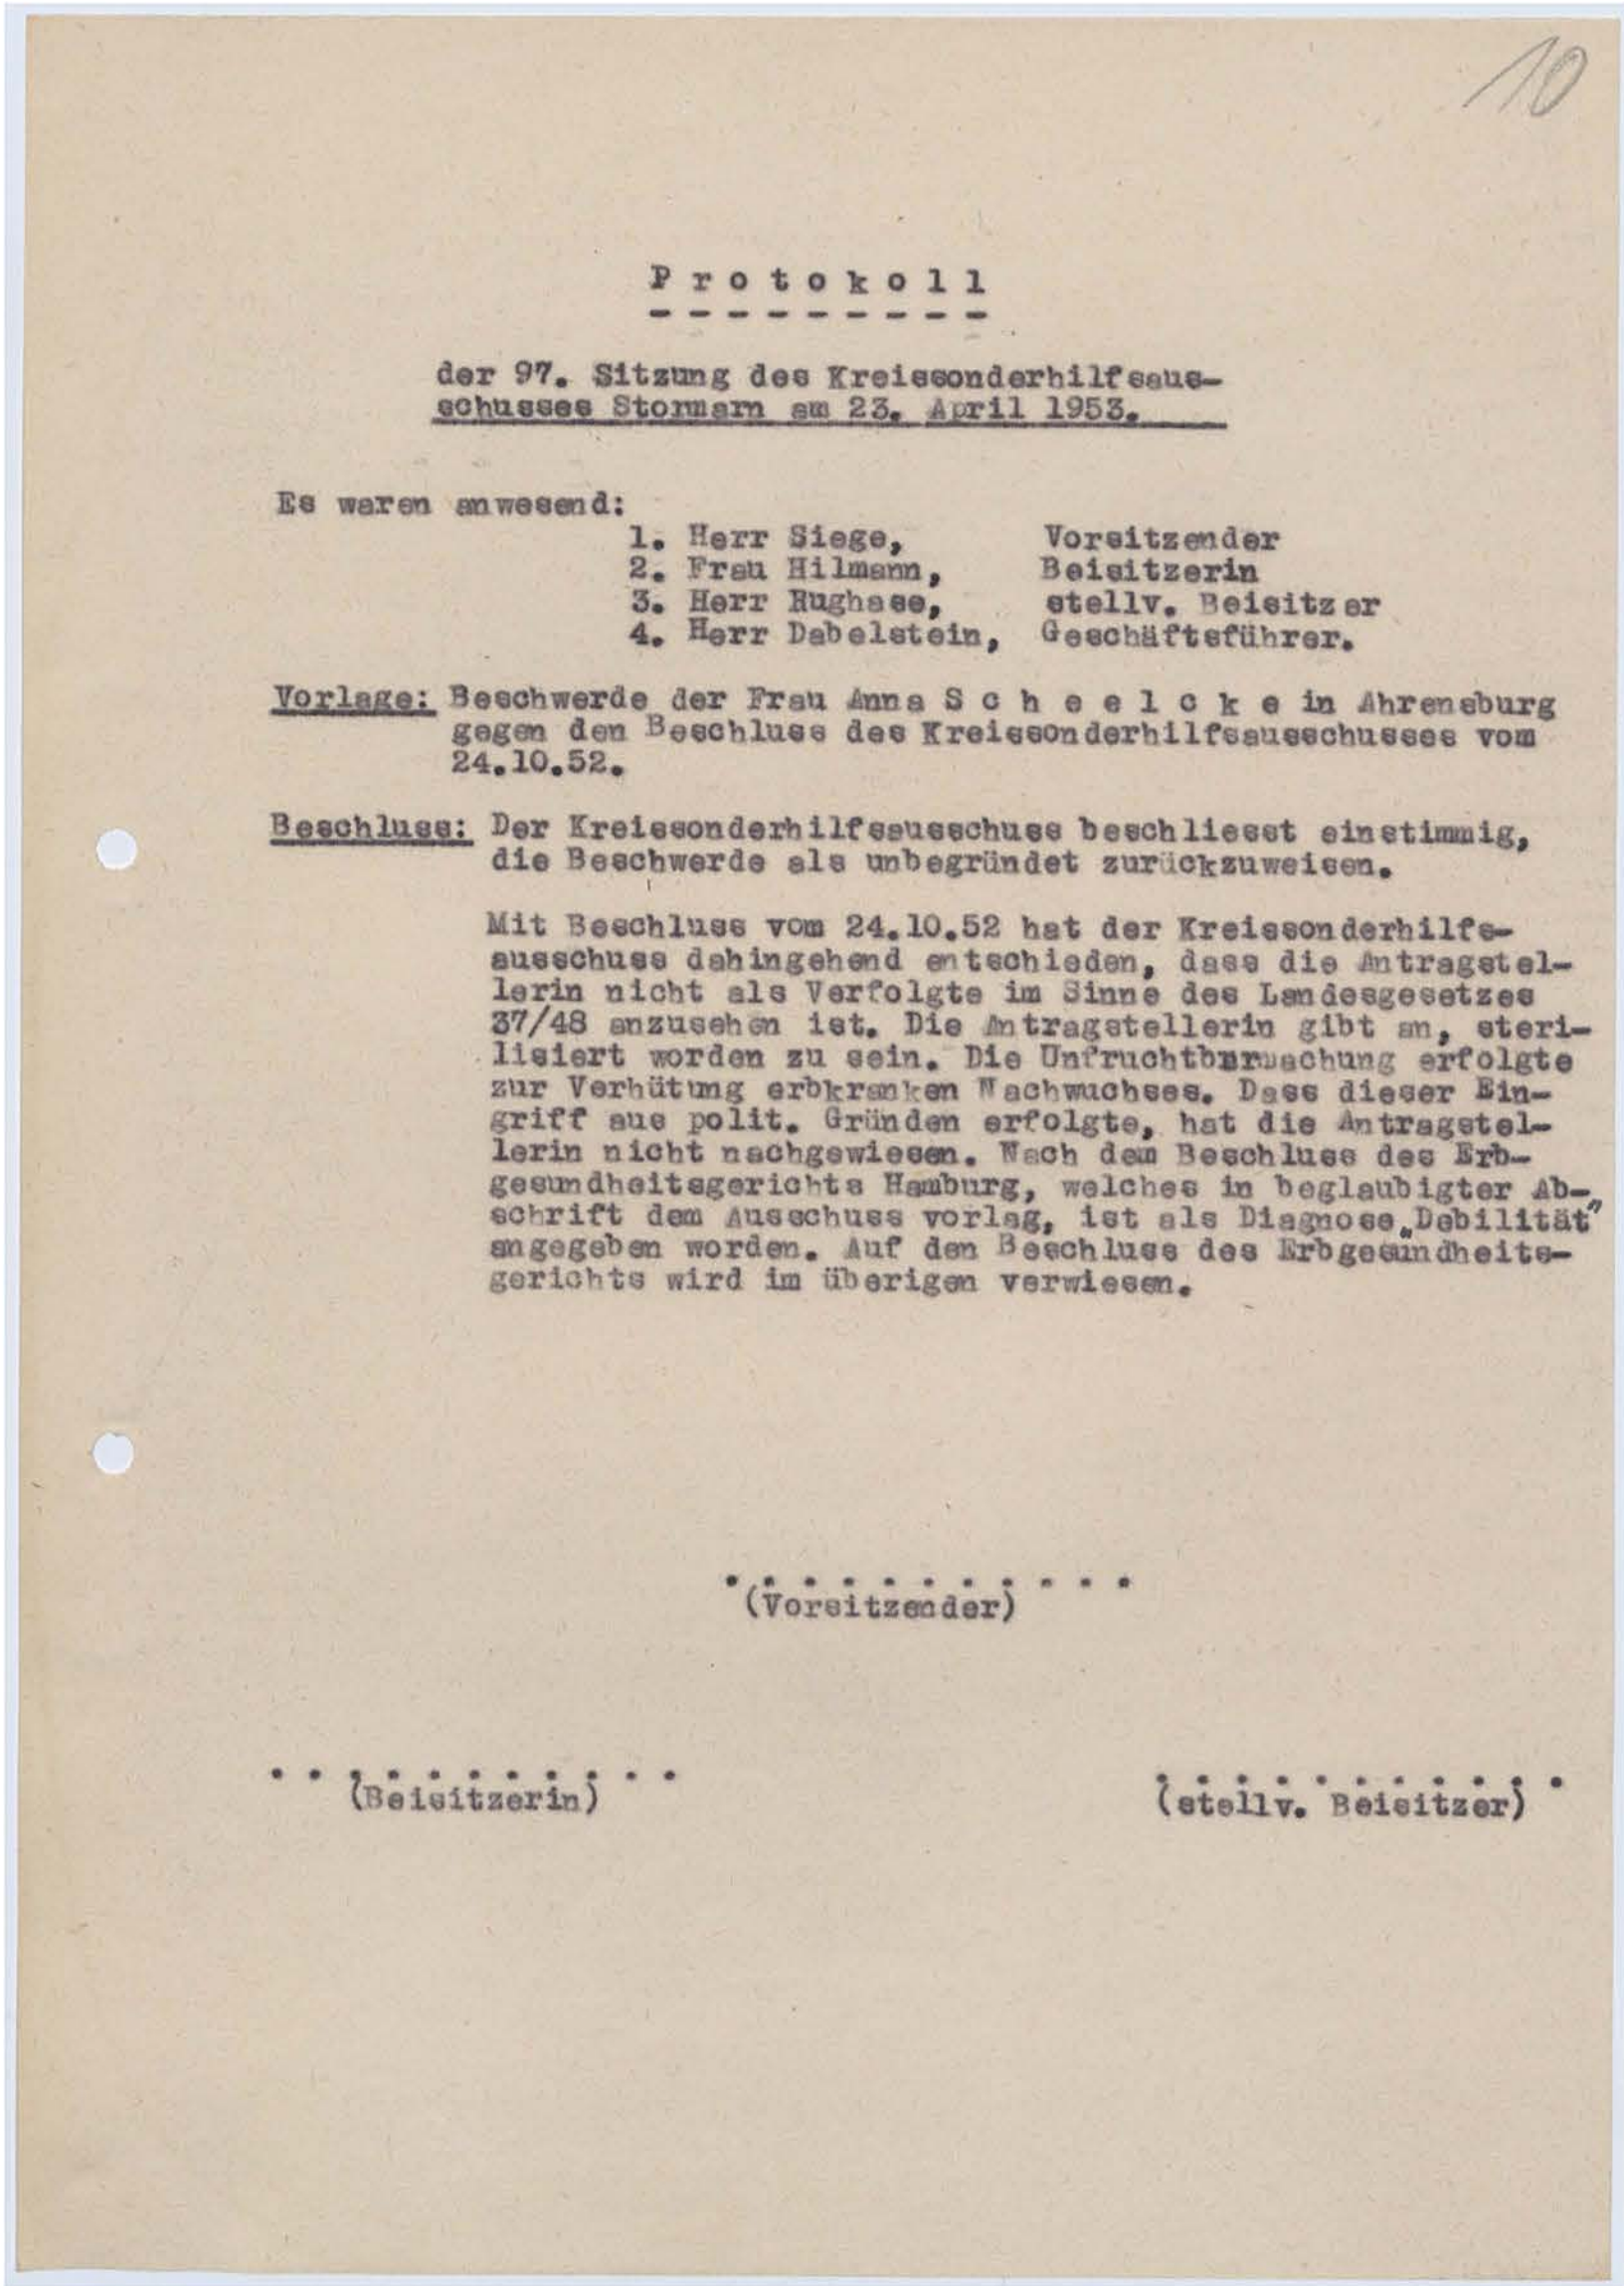 10
P r o t o k o l l
- - - - - - - - -
der 97. Sitzung des Kreissonderhilfsaus-
schusses Stormarn am 23. April 1953.
Es waren anwesend:
1. Herr Siege, Vorsitzender
2. Frau Hilmann, Beisitzerin
3. Herr Rughase, stellv. Beisitzer
4. Herr Dabelstein, Geschäftsführer.
Vorlage: Beschwerde der Frau Anna S c h e e l c k e in Ahrensburg
gegen den Beschluss des Kreissonderhilfsausschusses vom
24.10.52.
Beschluss: Der Kreissonderhilfsausschuss beschliesst einstimmig,
die Beschwerde als unbegründet zurückzuweisen.
Mit Beschluss vom 24.10.52 hat der Kreissonderhilfs-
ausschuss dahingehend entschieden, dass die Antragstel-
lerin nicht als Verfolgte im Sinne des Landesgesetzes
37/48 anzusehen ist. Die Antragstellerin gibt an, steri-
lisiert worden zu sein. Die Unfruchtbarmachung erfolgte
zur Verhütung erbkranken Nachwuchses. Dass dieser Ein-
griff aus polit. Gründen erfolgte, hat die Antragstel-
lerin nicht nachgewiesen. Nach dem Beschluss des Erb-
gesundheitsgerichts Hamburg, welches in beglaubigter Ab-
schrift dem Ausschuss vorlag, ist als Diagnose „Debilität"
angegeben worden. Auf den Beschluss des Erbgesundheits-
gerichts wird im überigen verwiesen.
. . . . . . . . . . .
(Vorsitzender)
. . . . . . . . . . . . . . . . . . . . . .
(Beisitzerin) (stellv. Beisitzer)